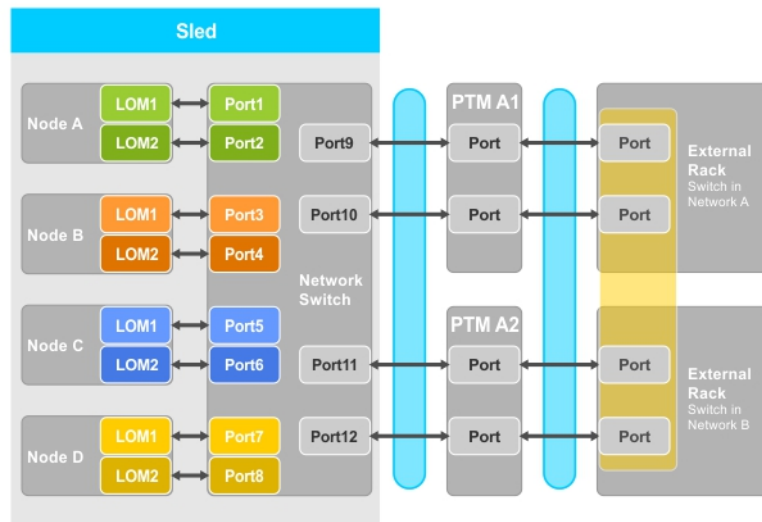 Sled
Node A
LOM1
Port1
LOM2
Port2
Node B
LOM1
Port3
LOM2
Port4
Node C
LOM1
Port5
LOM2
Port6
Node D
LOM1
Port7
LOM2
Port8
Port9
Port10
Network
Switch
Port11
Port12
PTM A1
Port
Port
PTM A2
Port
Port
Port
Port
External
Rack
Switch in
Network A
Port
Port
External
Rack
Switch in
Network B